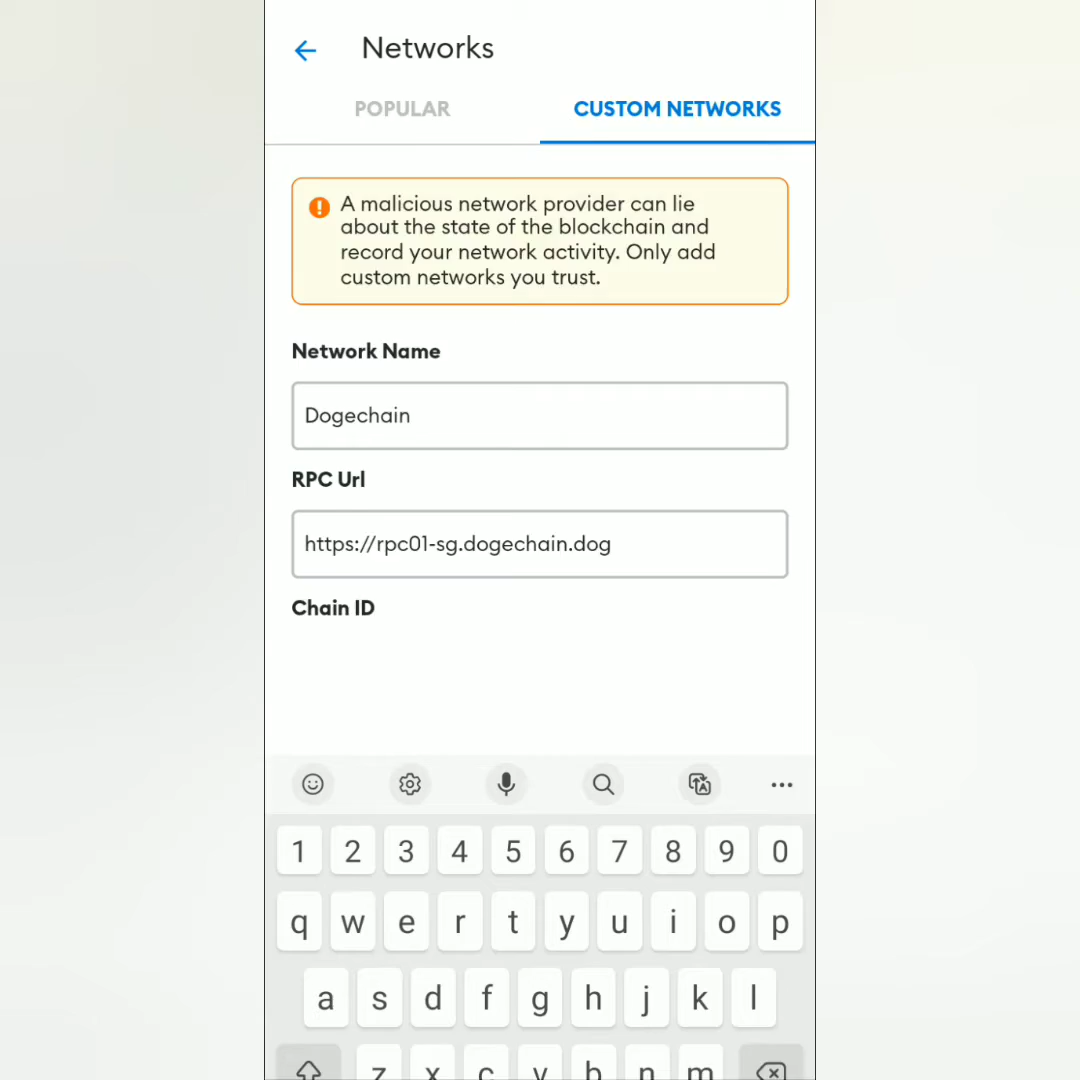 Networks
POPULAR
CUSTOM NETWORKS
A malicious network provider can lie
about the state of the blockchain and
record your network activity. Only add
custom networks you trust.
Network Name
Dogechain
RPC Url
https://rpc01-sg.dogechain.dog
Chain ID
1 2 3 4 5 6 7 8 9 0
q w e r t y u i o p
a s d f g h j k l
z x c v b n m